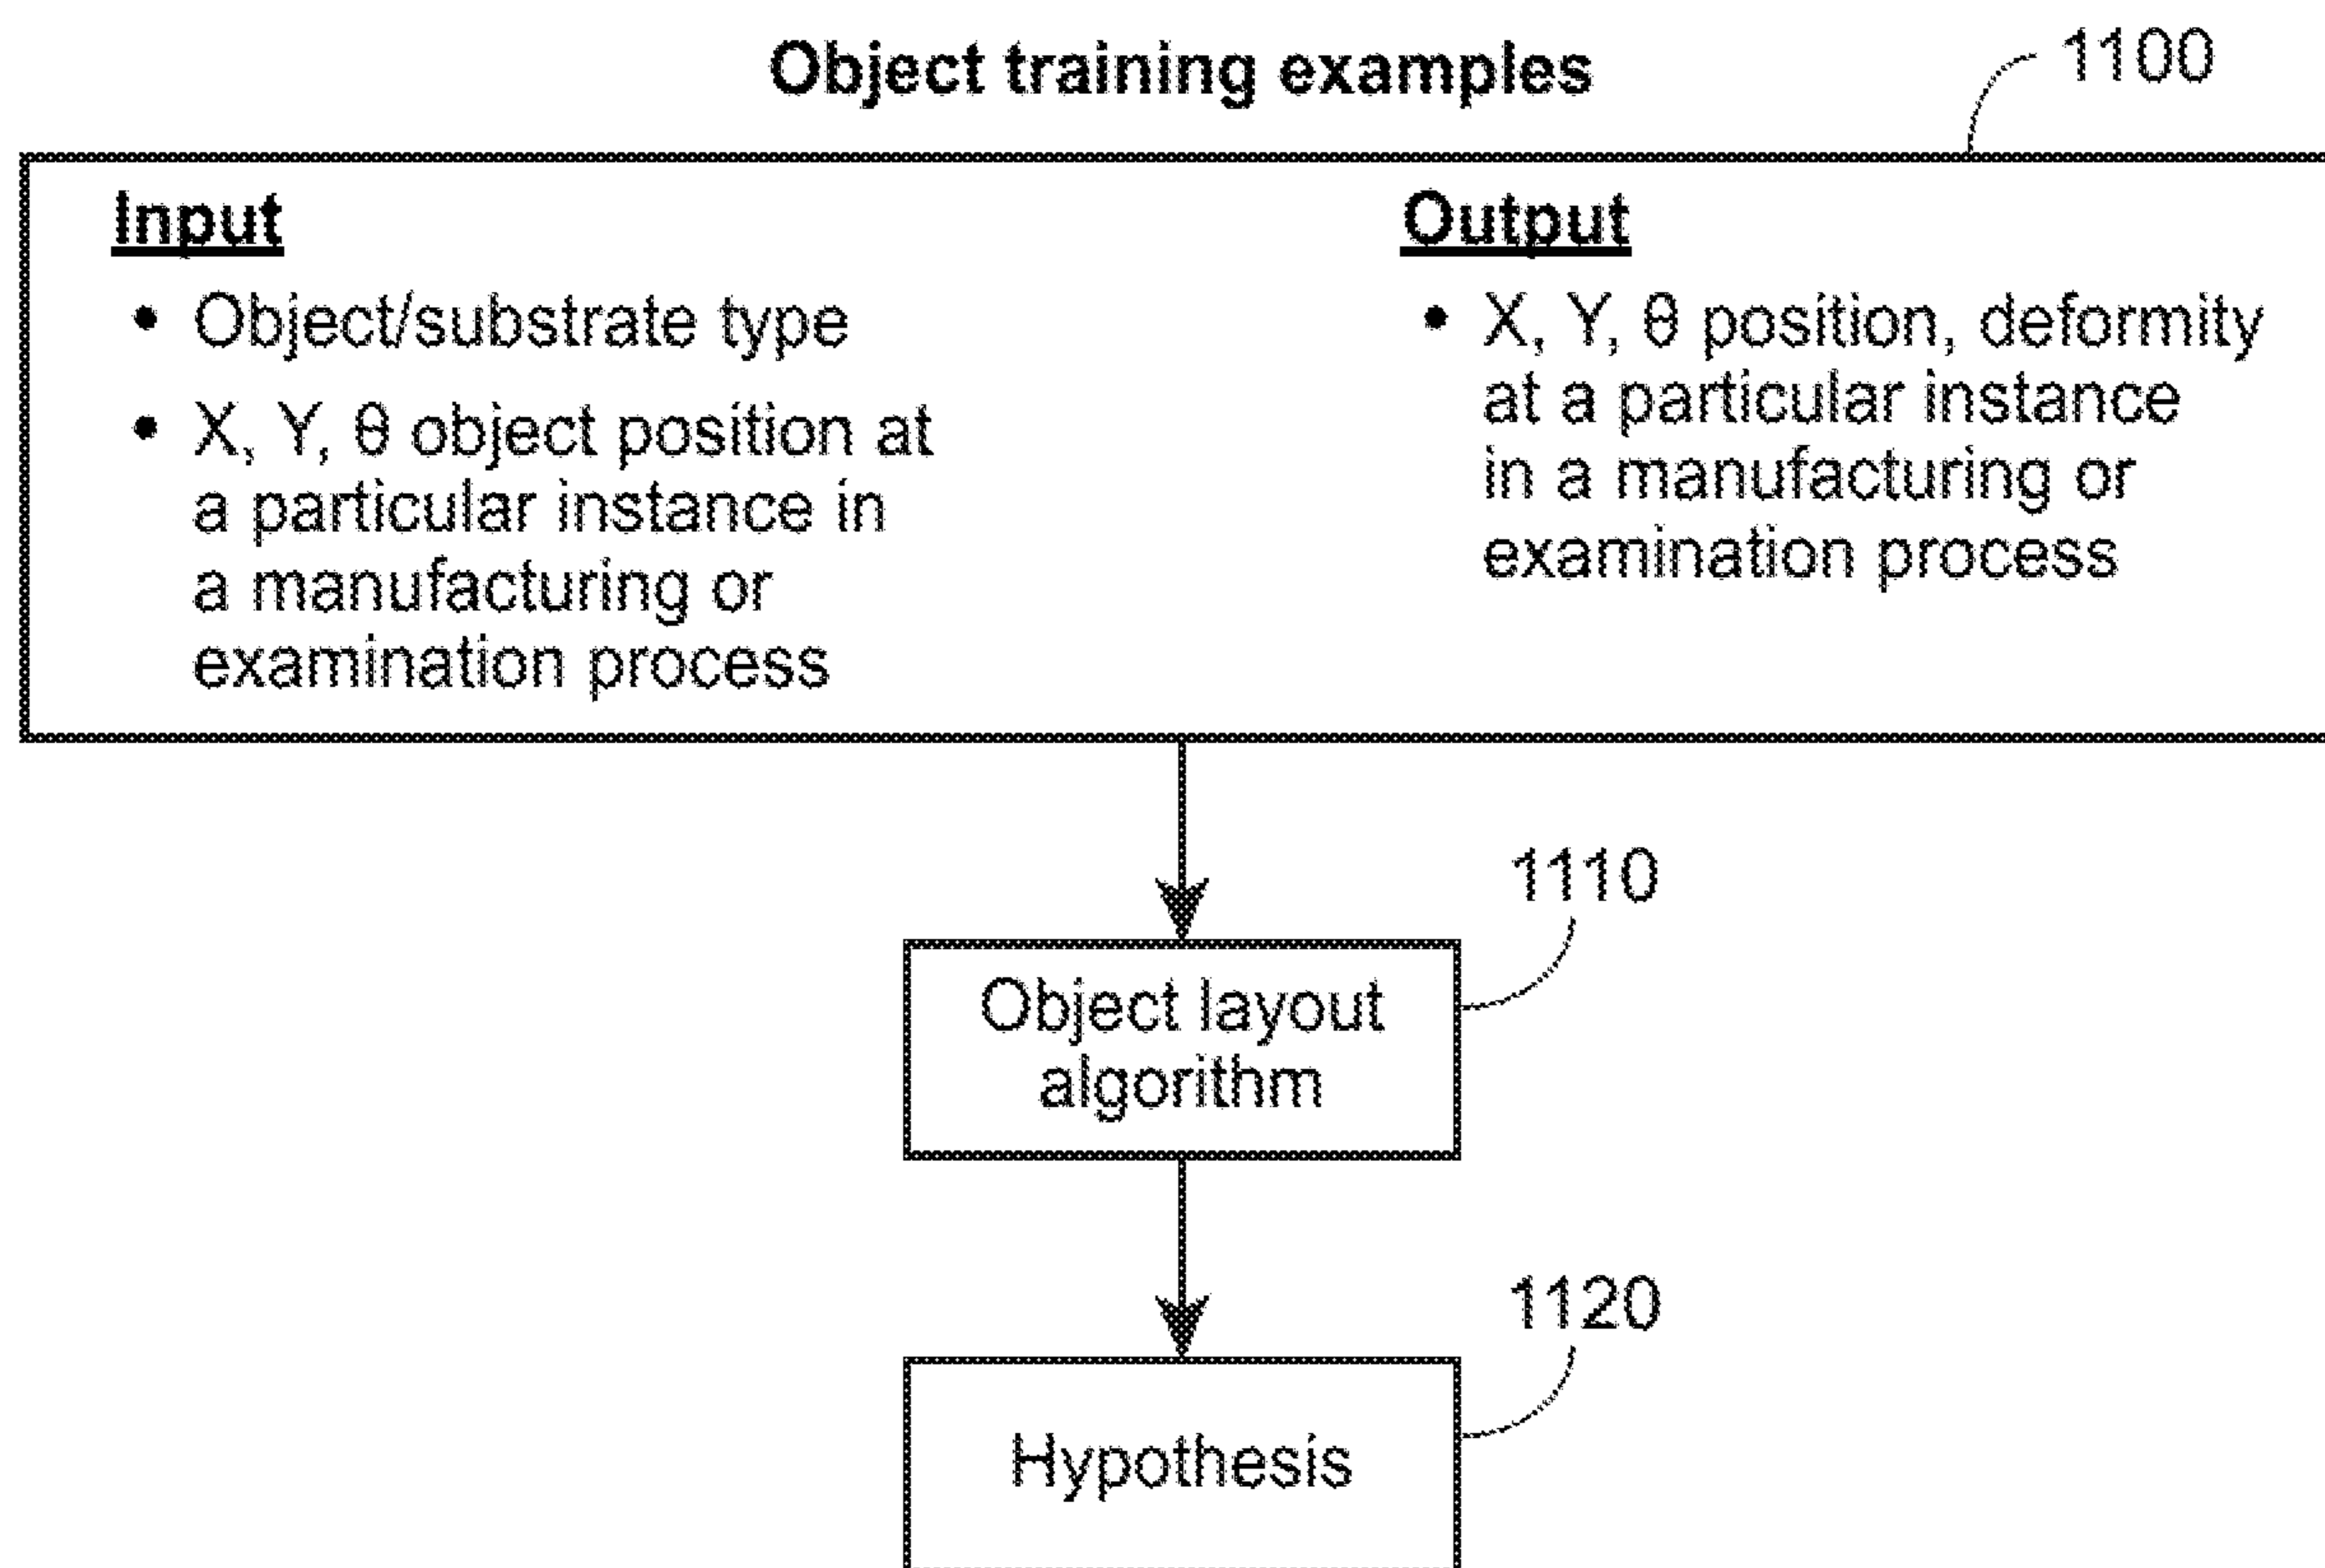 Object training examples
1100
Input
• Object/substrate type
• X, Y, θ object position at
a particular instance in
a manufacturing or
examination process
Output
• X, Y, θ position, deformity
at a particular instance
in a manufacturing or
examination process
1110
Object layout
algorithm
1120
Hypothesis